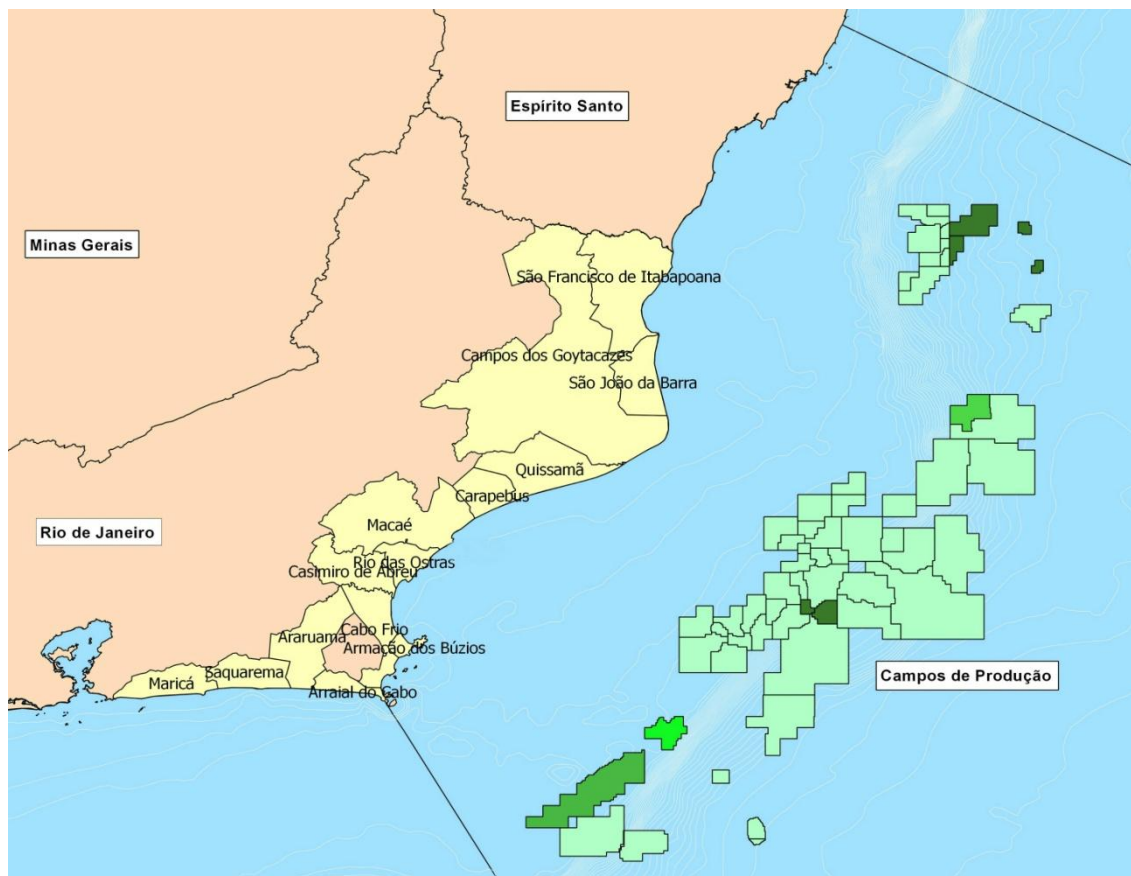 Espírito Santo
Minas Gerais
São Francisco de Itabapoana
Campos dos Goytacazes
São João da Barra
Quissamã
Carapebus
Macaé
Rio de Janeiro
Rio das Ostras
Casimiro de Abreu
Cabo Frio
Araruama
Armação dos Búzios
Saquarema
Maricá
Arraial do Cabo
Campos de Produção